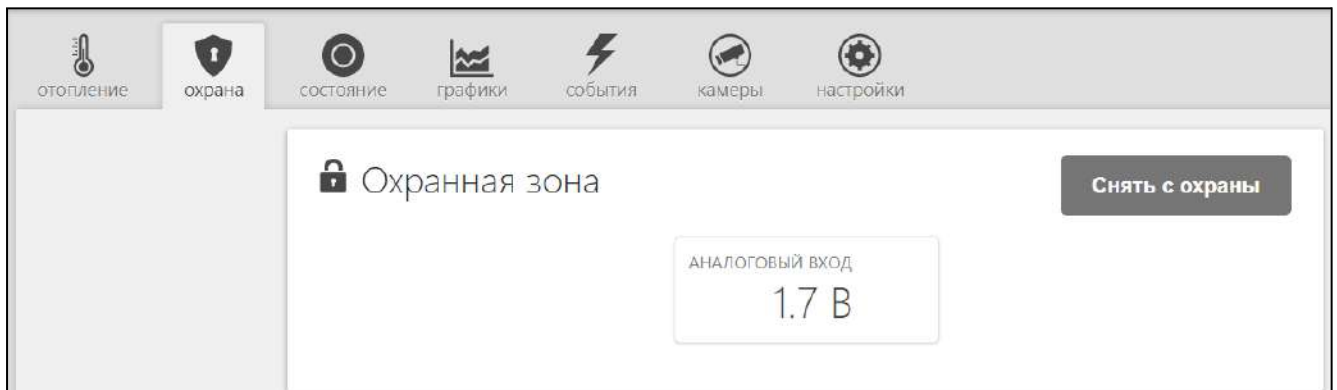 отопление охрана состояние графики события камеры настройки
Охранная зона Снять с охраны
АНАЛОГОВЫЙ ВХОД
1.7 В